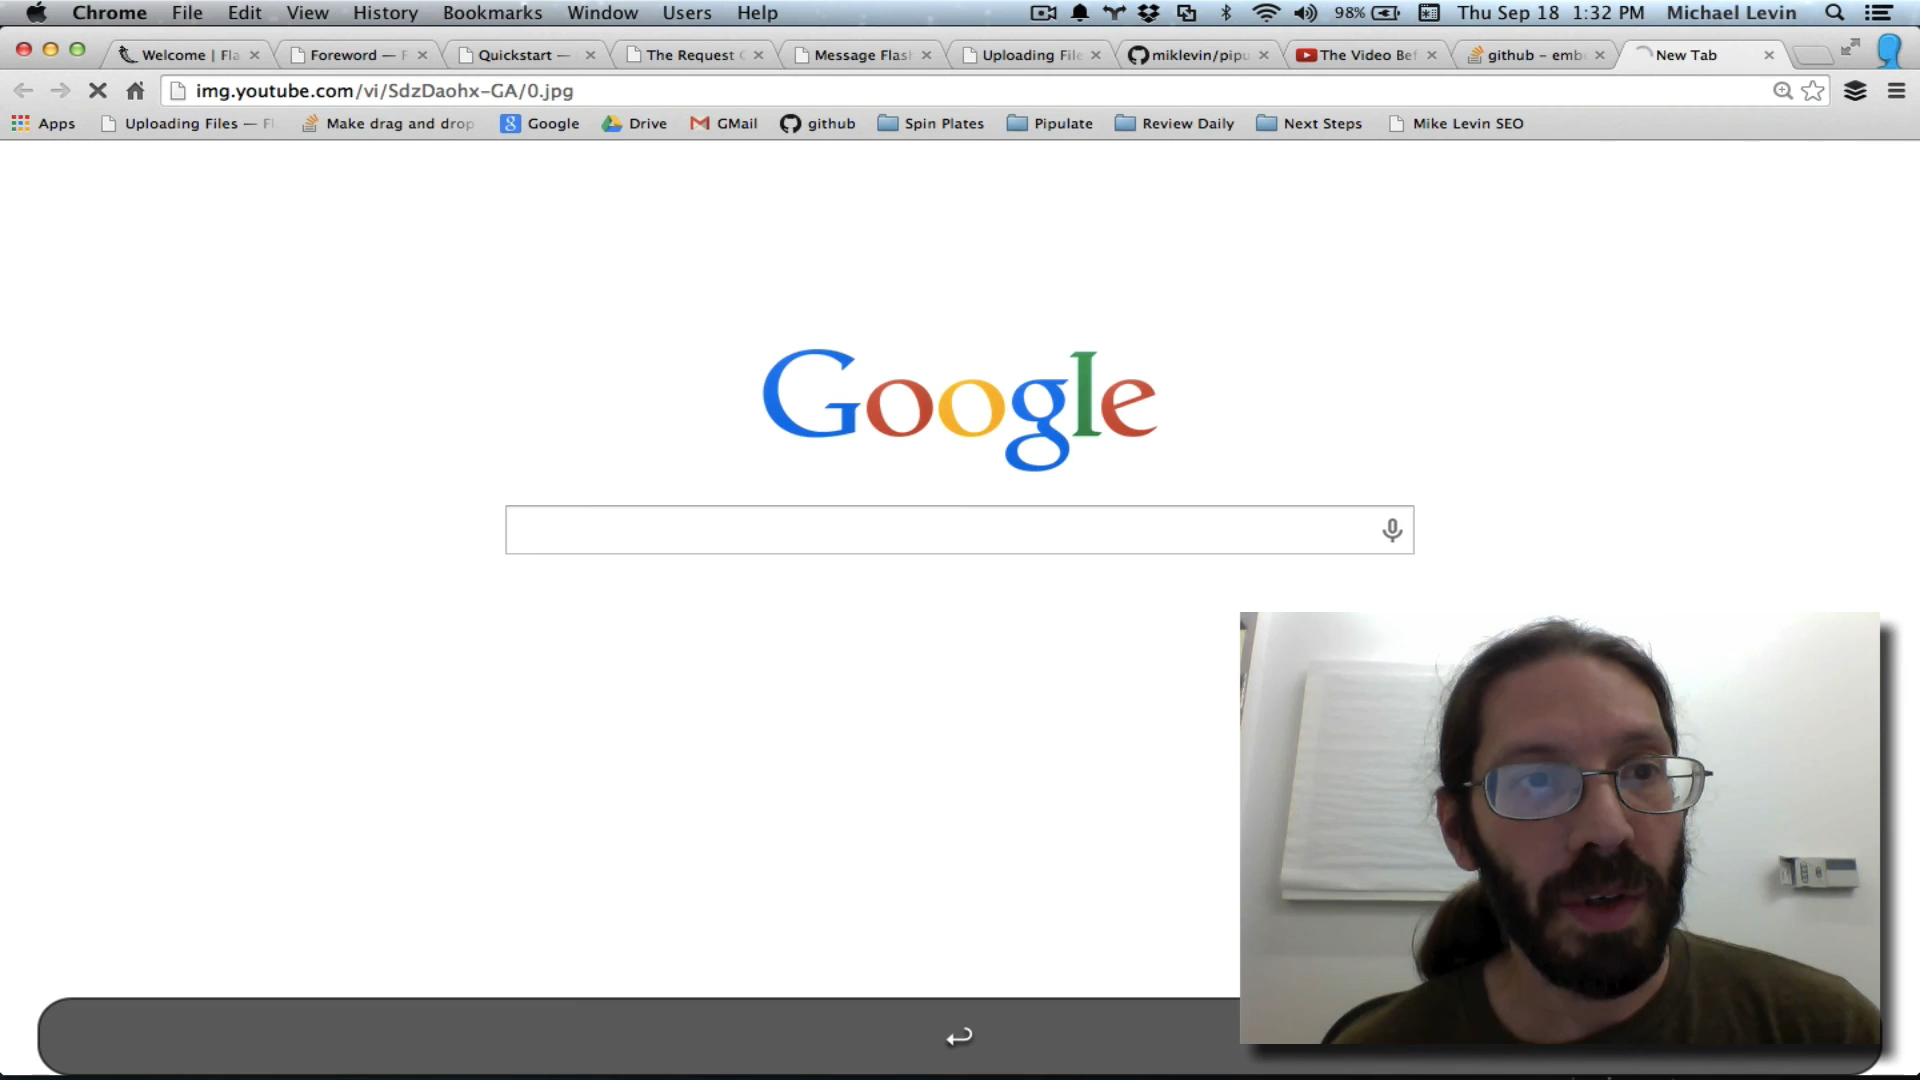 Chrome File Edit View History Bookmarks Window Users Help 98% Thu Sep 18 1:32 PM Michael Levin
Welcome | Fla Foreword — F Quickstart — The Request Message Flas Uploading File miklevin/pipu The Video Bef github - emb New Tab
img.youtube.com/vi/SdzDaohx-GA/0.jpg
Apps Uploading Files — Fl Make drag and drop Google Drive GMail github Spin Plates Pipulate Review Daily Next Steps Mike Levin SEO
Google